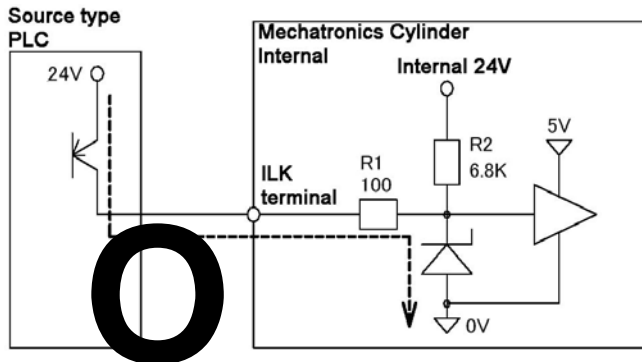 Source type
PLC
24V
Mechatronics Cylinder
Internal
Internal 24V
5V
R2
6.8K
R1
100
ILK
terminal
0V
O